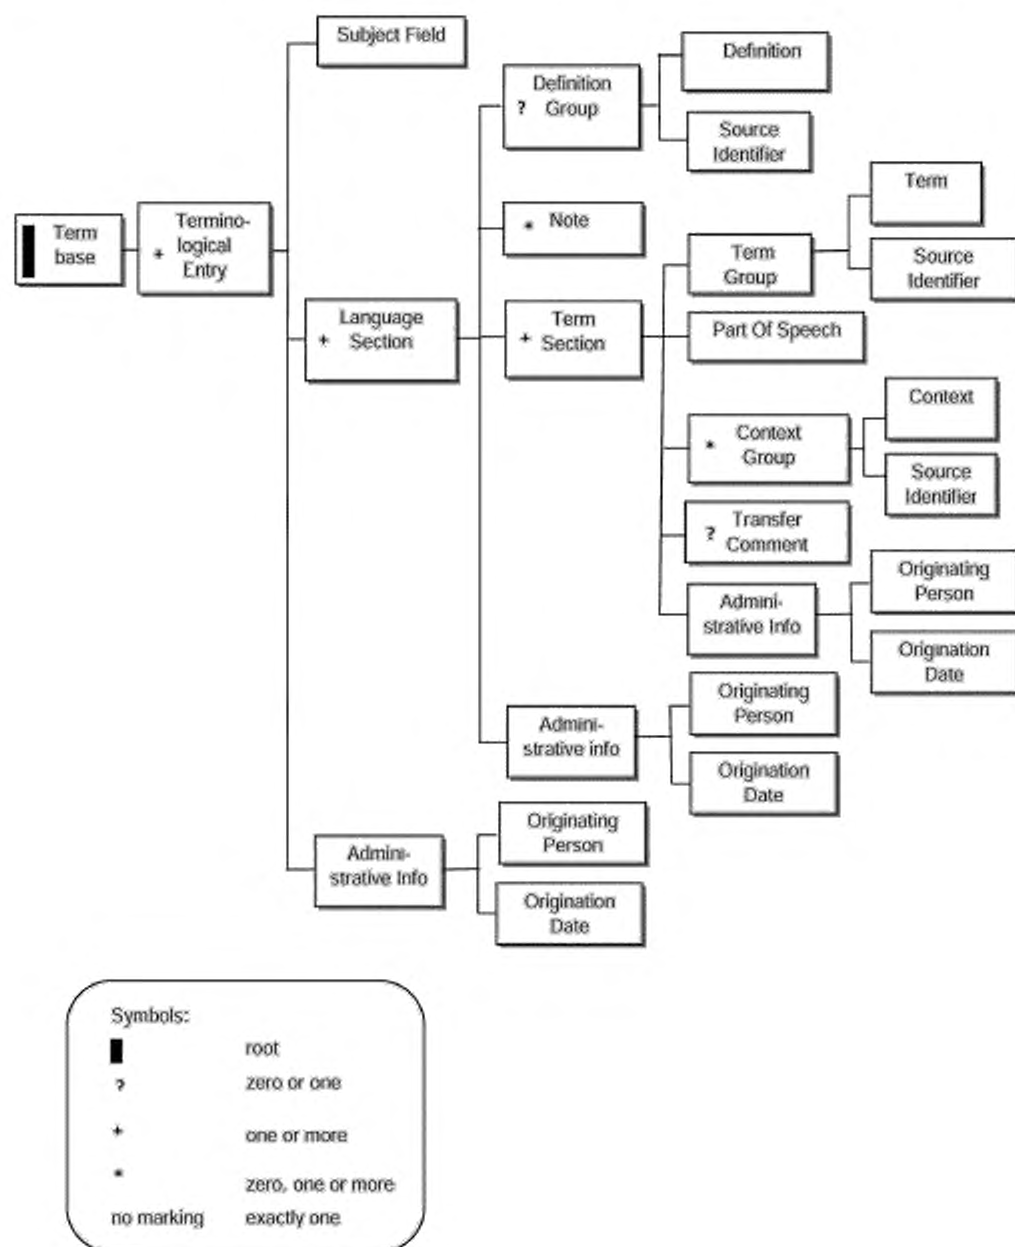 Subject Field
Definition
Definition
? Group
Source
Identifier
Term
base
Termino-
+ logical
Entry
* Note
Term
Term
Group
Source
Identifier
Language
+ Section
Term
+ Section
Part Of Speech
Context
* Context
Group
Source
Identifier
? Transfer
Comment
Originating
Person
Admini-
strative Info
Origination
Date
Originating
Person
Admini-
strative info
Origination
Date
Originating
Person
Admini-
strative Info
Origination
Date
Symbols:
root
? zero or one
+ one or more
* zero, one or more
no marking exactly one